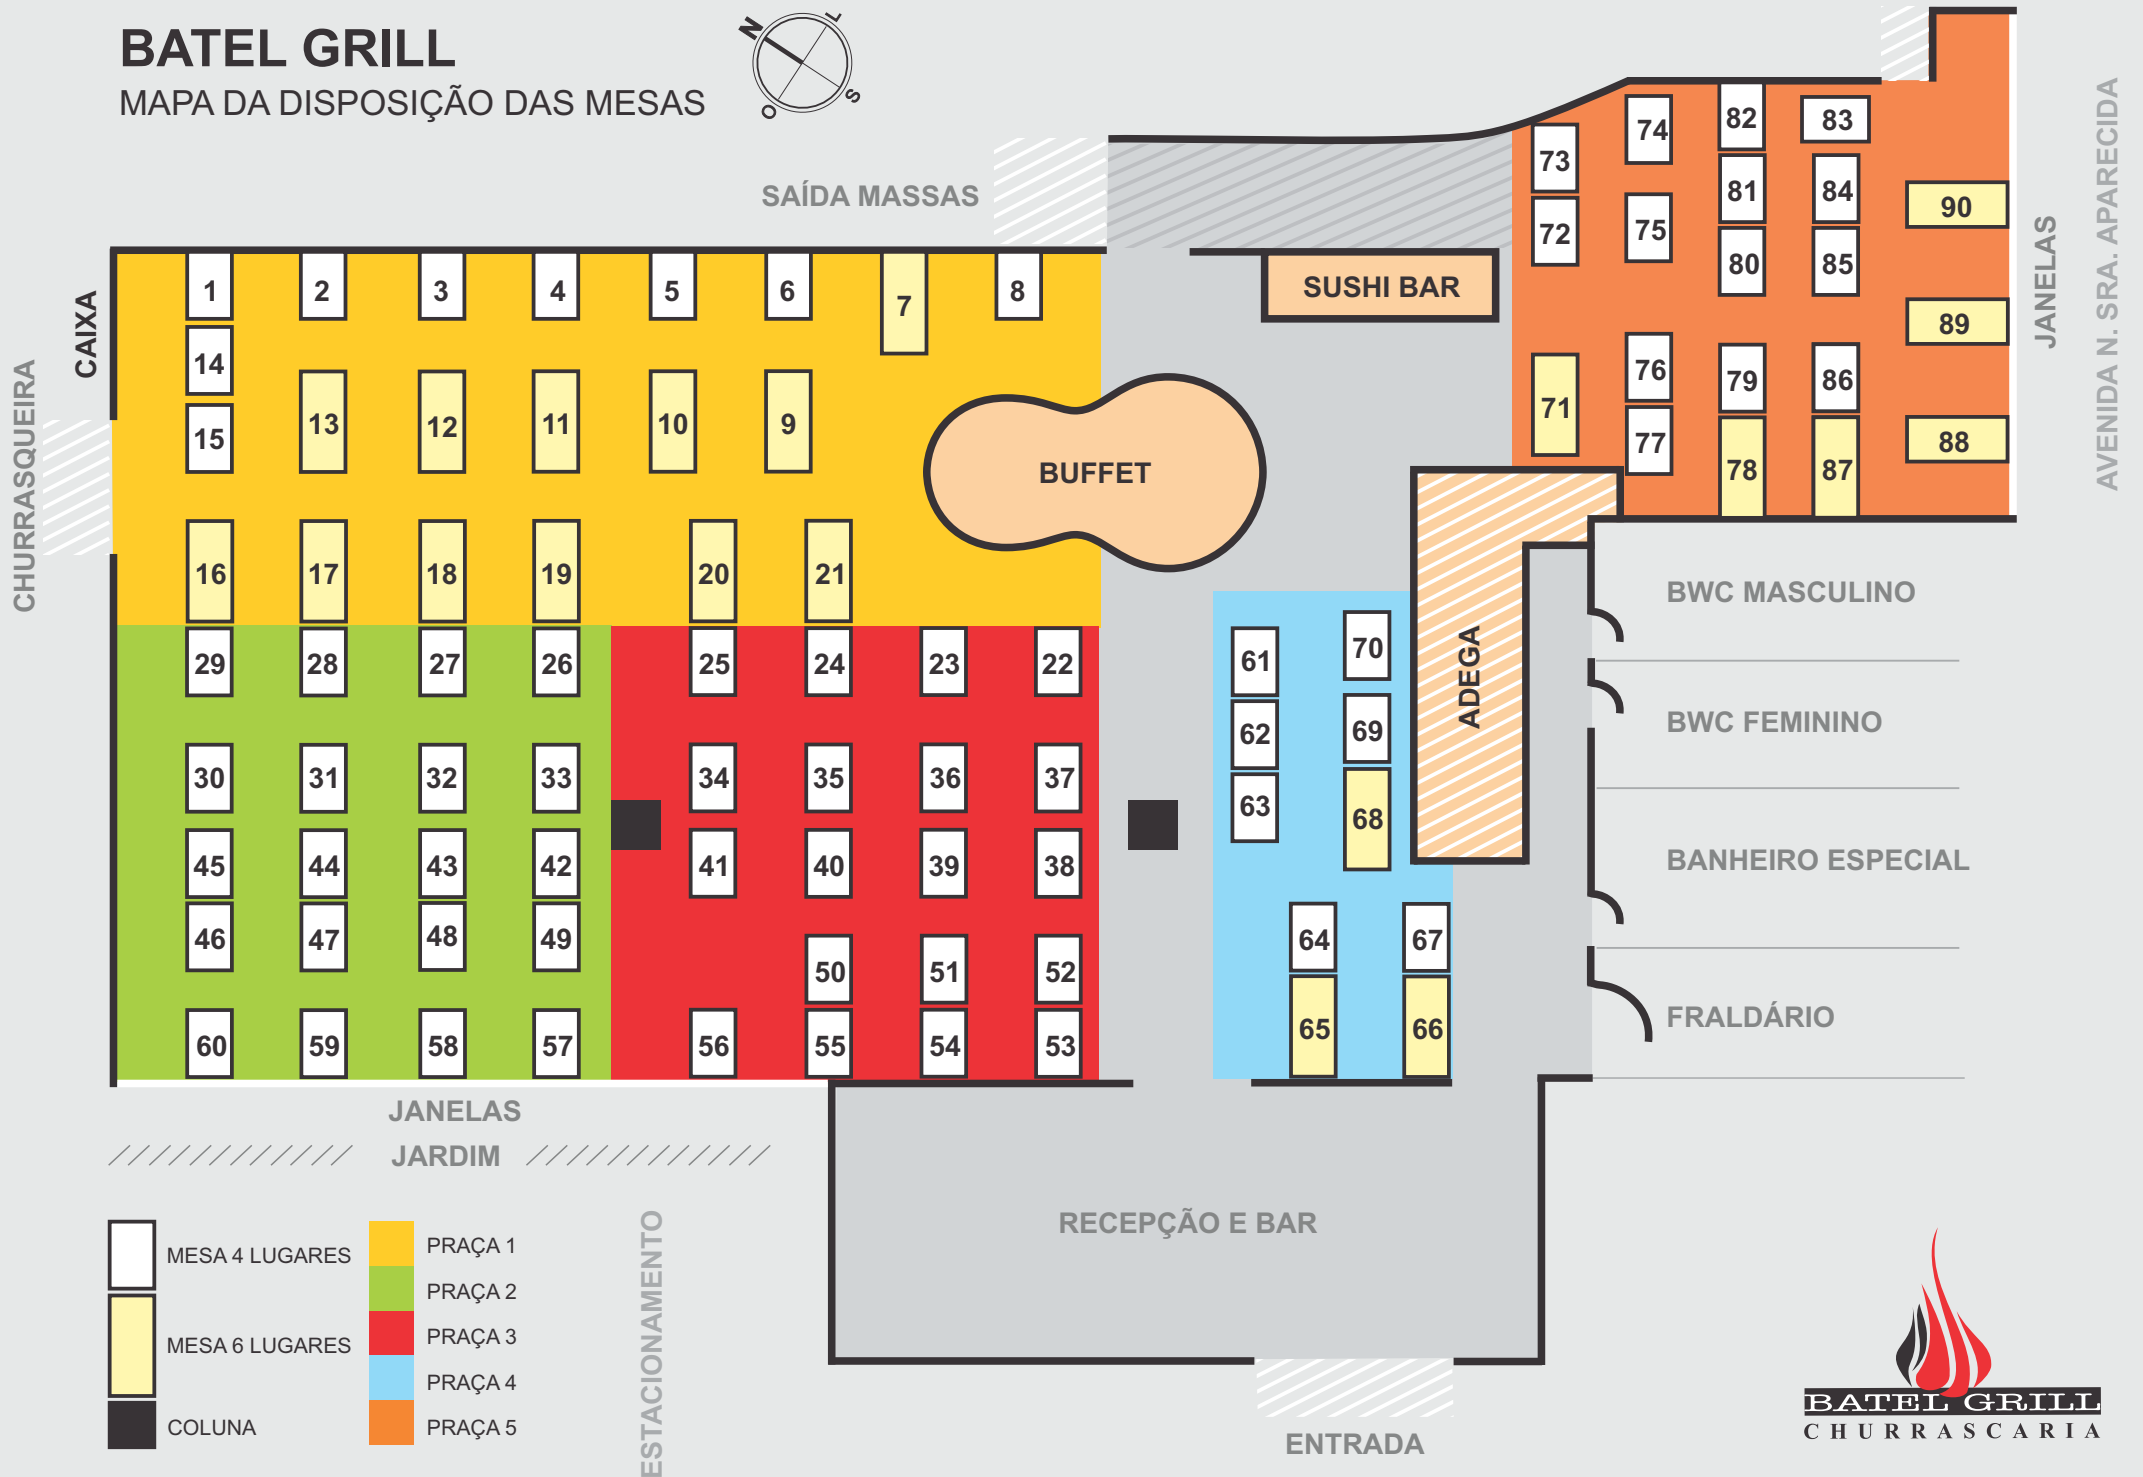 BATEL GRILL
MAPA DA DISPOSIÇÃO DAS MESAS
N
L
S
O
SAÍDA MASSAS
CAIXA
CHURRASQUEIRA
SUSHI BAR
BUFFET
ADEGA
JANELAS
AVENIDA N. SRA. APARECIDA
1 2 3 4 5 6 7 8
14
15 13 12 11 10 9
16 17 18 19 20 21
29 28 27 26 25 24 23 22
30 31 32 33 34 35 36 37
45 44 43 42 41 40 39 38
46 47 48 49 50 51 52
60 59 58 57 56 55 54 53
61 70
62 69
63 68
64 67
65 66
73 74 82 83
72 75 81 84 90
80 85
89
71 76 79 86
77 78 87 88
BWC MASCULINO
BWC FEMININO
BANHEIRO ESPECIAL
FRALDÁRIO
JANELAS
JARDIM
RECEPÇÃO E BAR
ENTRADA
ESTACIONAMENTO
MESA 4 LUGARES
MESA 6 LUGARES
COLUNA
PRAÇA 1
PRAÇA 2
PRAÇA 3
PRAÇA 4
PRAÇA 5
BATEL GRILL
CHURRASCARIA